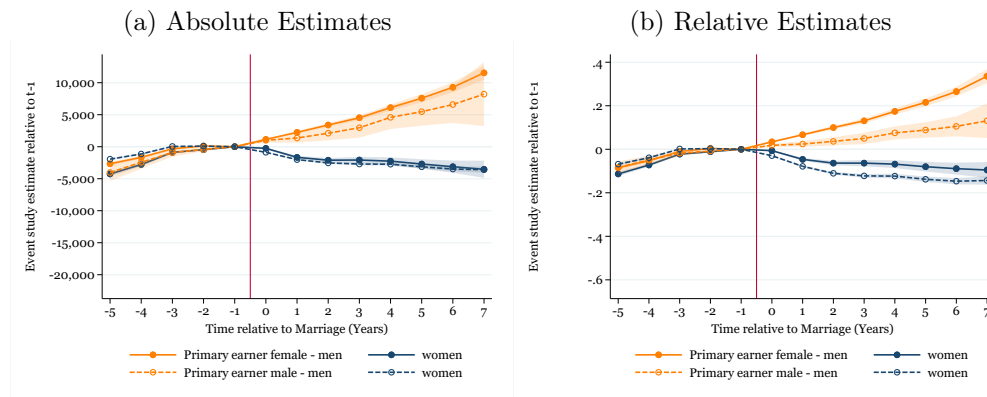 (a) Absolute Estimates
Event study estimate relative to t-1
10,000
5,000
0
-5,000
-10,000
-15,000
-20,000
-5 -4 -3 -2 -1 0 1 2 3 4 5 6 7
Time relative to Marriage (Years)
Primary earner female - men
women
Primary earner male - men
women
(b) Relative Estimates
Event study estimate relative to t-1
.4
.2
0
-.2
-.4
-.6
-5 -4 -3 -2 -1 0 1 2 3 4 5 6 7
Time relative to Marriage (Years)
Primary earner female - men
women
Primary earner male - men
women